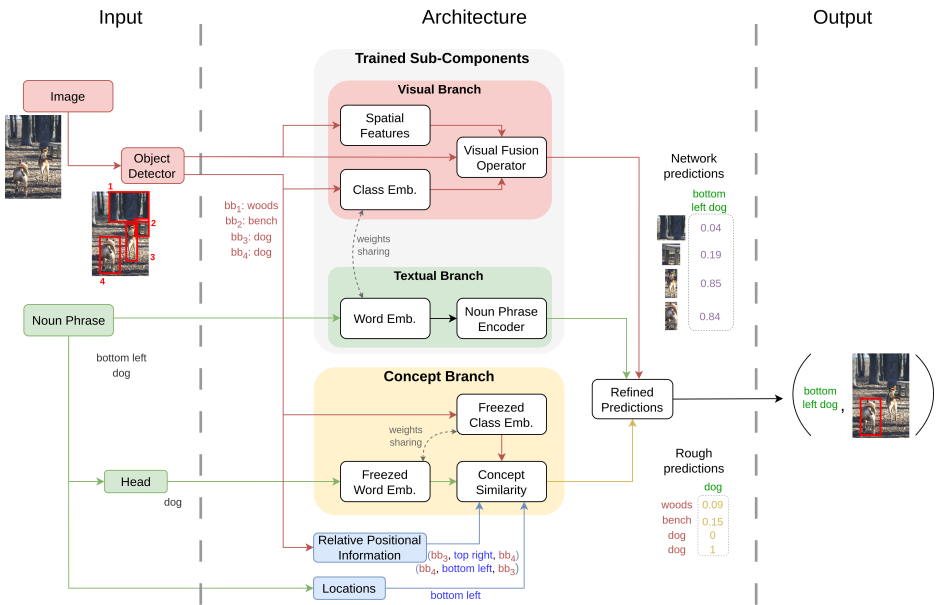 Input
Architecture
Output
Trained Sub-Components
Visual Branch
Image
Spatial
Features
Visual Fusion
Operator
Object
Detector
Class Emb.
1
2
3
4
bb1: woods
bb2: bench
bb3: dog
bb4: dog
weights
sharing
Network
predictions
bottom
left dog
0.04
0.19
0.85
0.84
Textual Branch
Noun Phrase
Word Emb.
Noun Phrase
Encoder
bottom left
dog
Concept Branch
Freezed
Class Emb.
weights
sharing
Refined
Predictions
bottom
left dog
,
Head
dog
Freezed
Word Emb.
Concept
Similarity
Rough
predictions
dog
woods 0.09
bench 0.15
dog 0
dog 1
Relative Positional
Information
(bb3, top right, bb4)
(bb4, bottom left, bb3)
Locations
bottom left